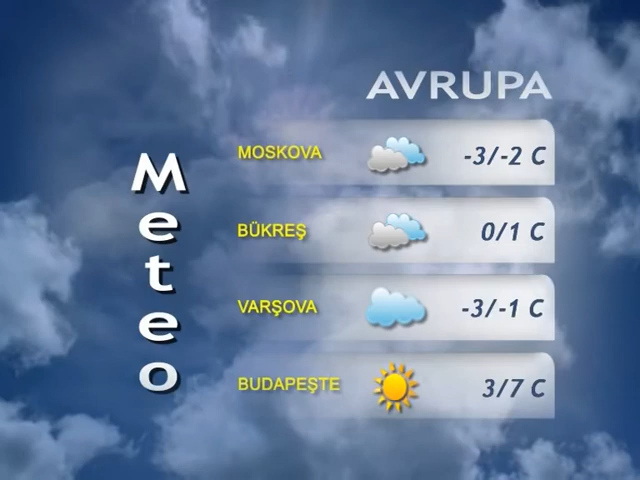 AVRUPA
Meteo
MOSKOVA -3/-2 C
BÜKREŞ 0/1 C
VARŞOVA -3/-1 C
BUDAPEŞTE 3/7 C